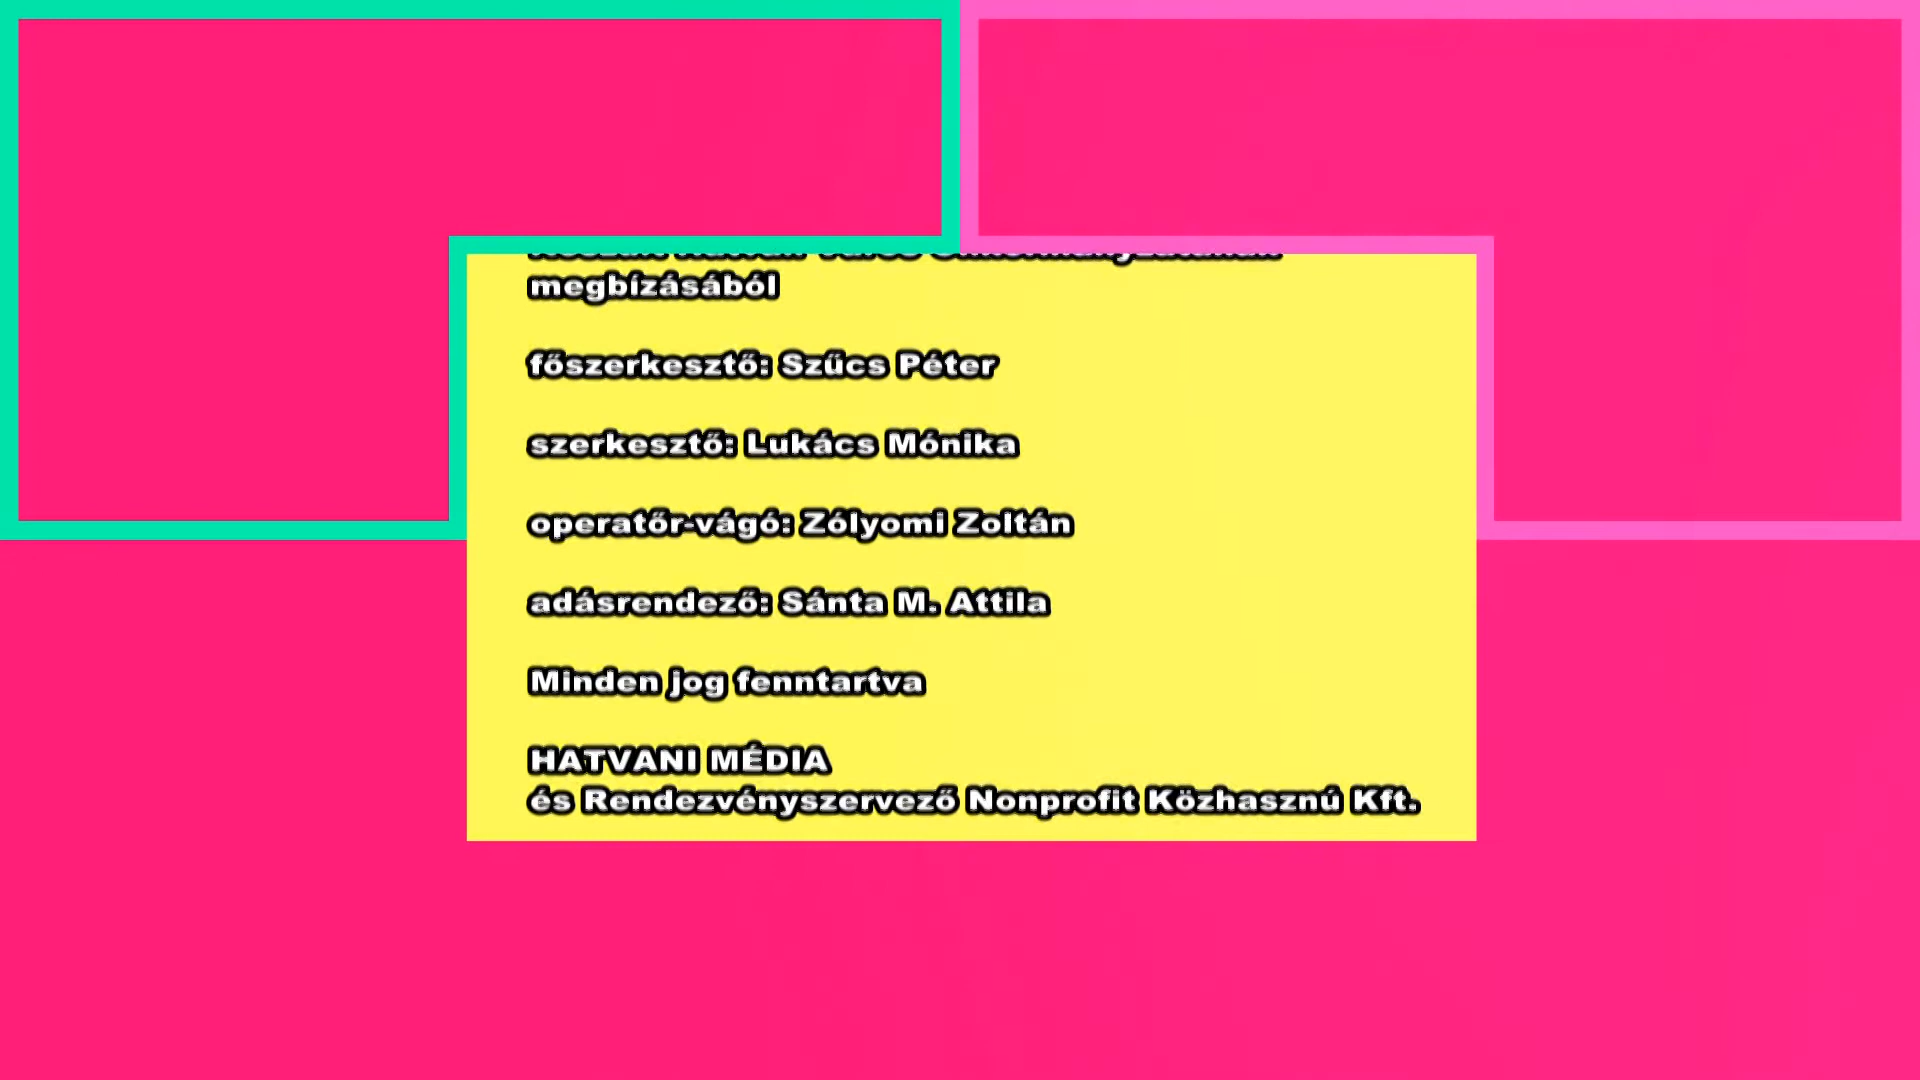 megbízásából
főszerkesztő: Szűcs Péter
szerkesztő: Lukács Mónika
operatőr-vágó: Zólyomi Zoltán
adásrendező: Sánta M. Attila
Minden jog fenntartva
HATVANI MÉDIA
és Rendezvényszervező Nonprofit Közhasznú Kft.